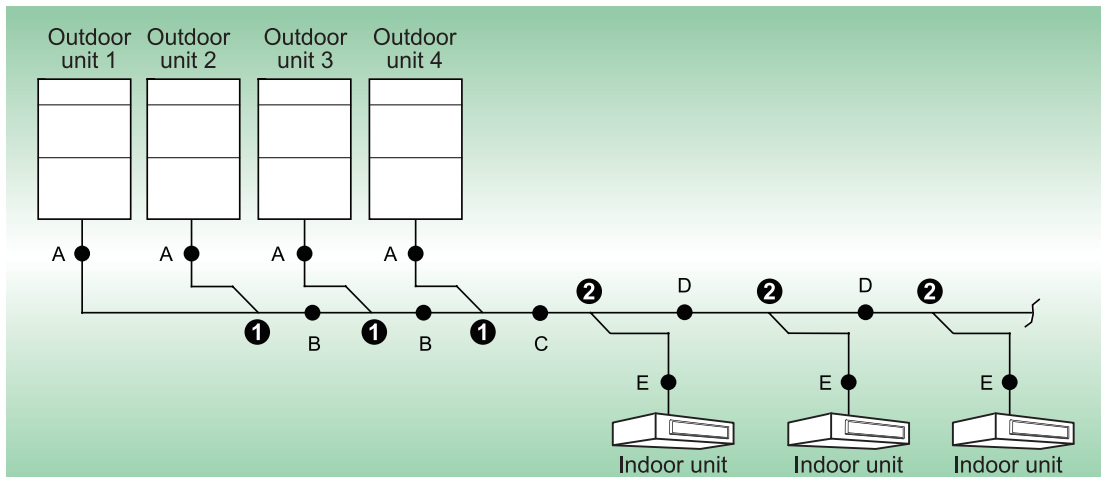 Outdoor unit 1
Outdoor unit 2
Outdoor unit 3
Outdoor unit 4
A
A
A
A
2
D
2
D
2
1
B
1
B
1
C
E
E
E
Indoor unit
Indoor unit
Indoor unit